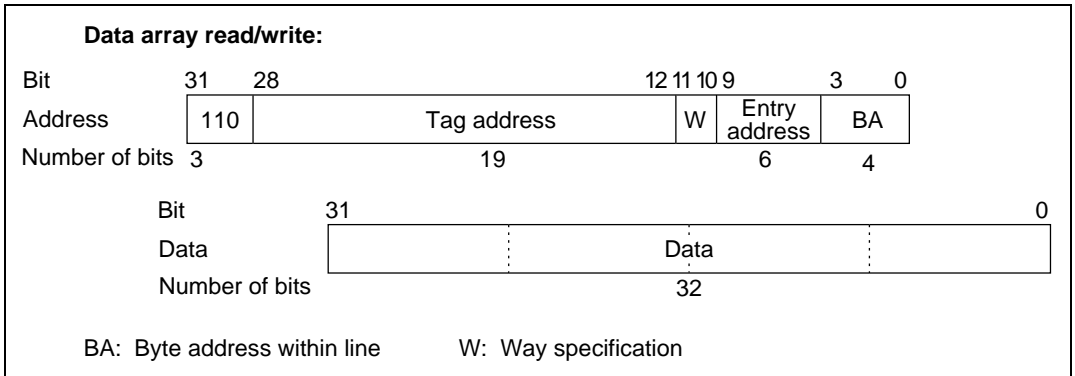 Data array read/write:
Bit 31 28 12 11 10 9 3 0
Address 110 Tag address W Entry address BA
Number of bits 3 19 6 4
Bit 31 0
Data Data
Number of bits 32
BA: Byte address within line W: Way specification